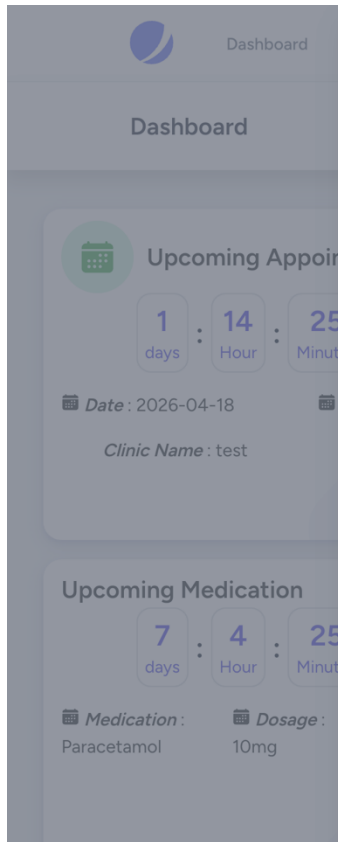 Dashboard
Dashboard
Upcoming Appoin
1 : 14 : 25
days Hour Minut
Date : 2026-04-18
Clinic Name : test
Upcoming Medication
7 : 4 : 25
days Hour Minut
Medication : Dosage :
Paracetamol 10mg